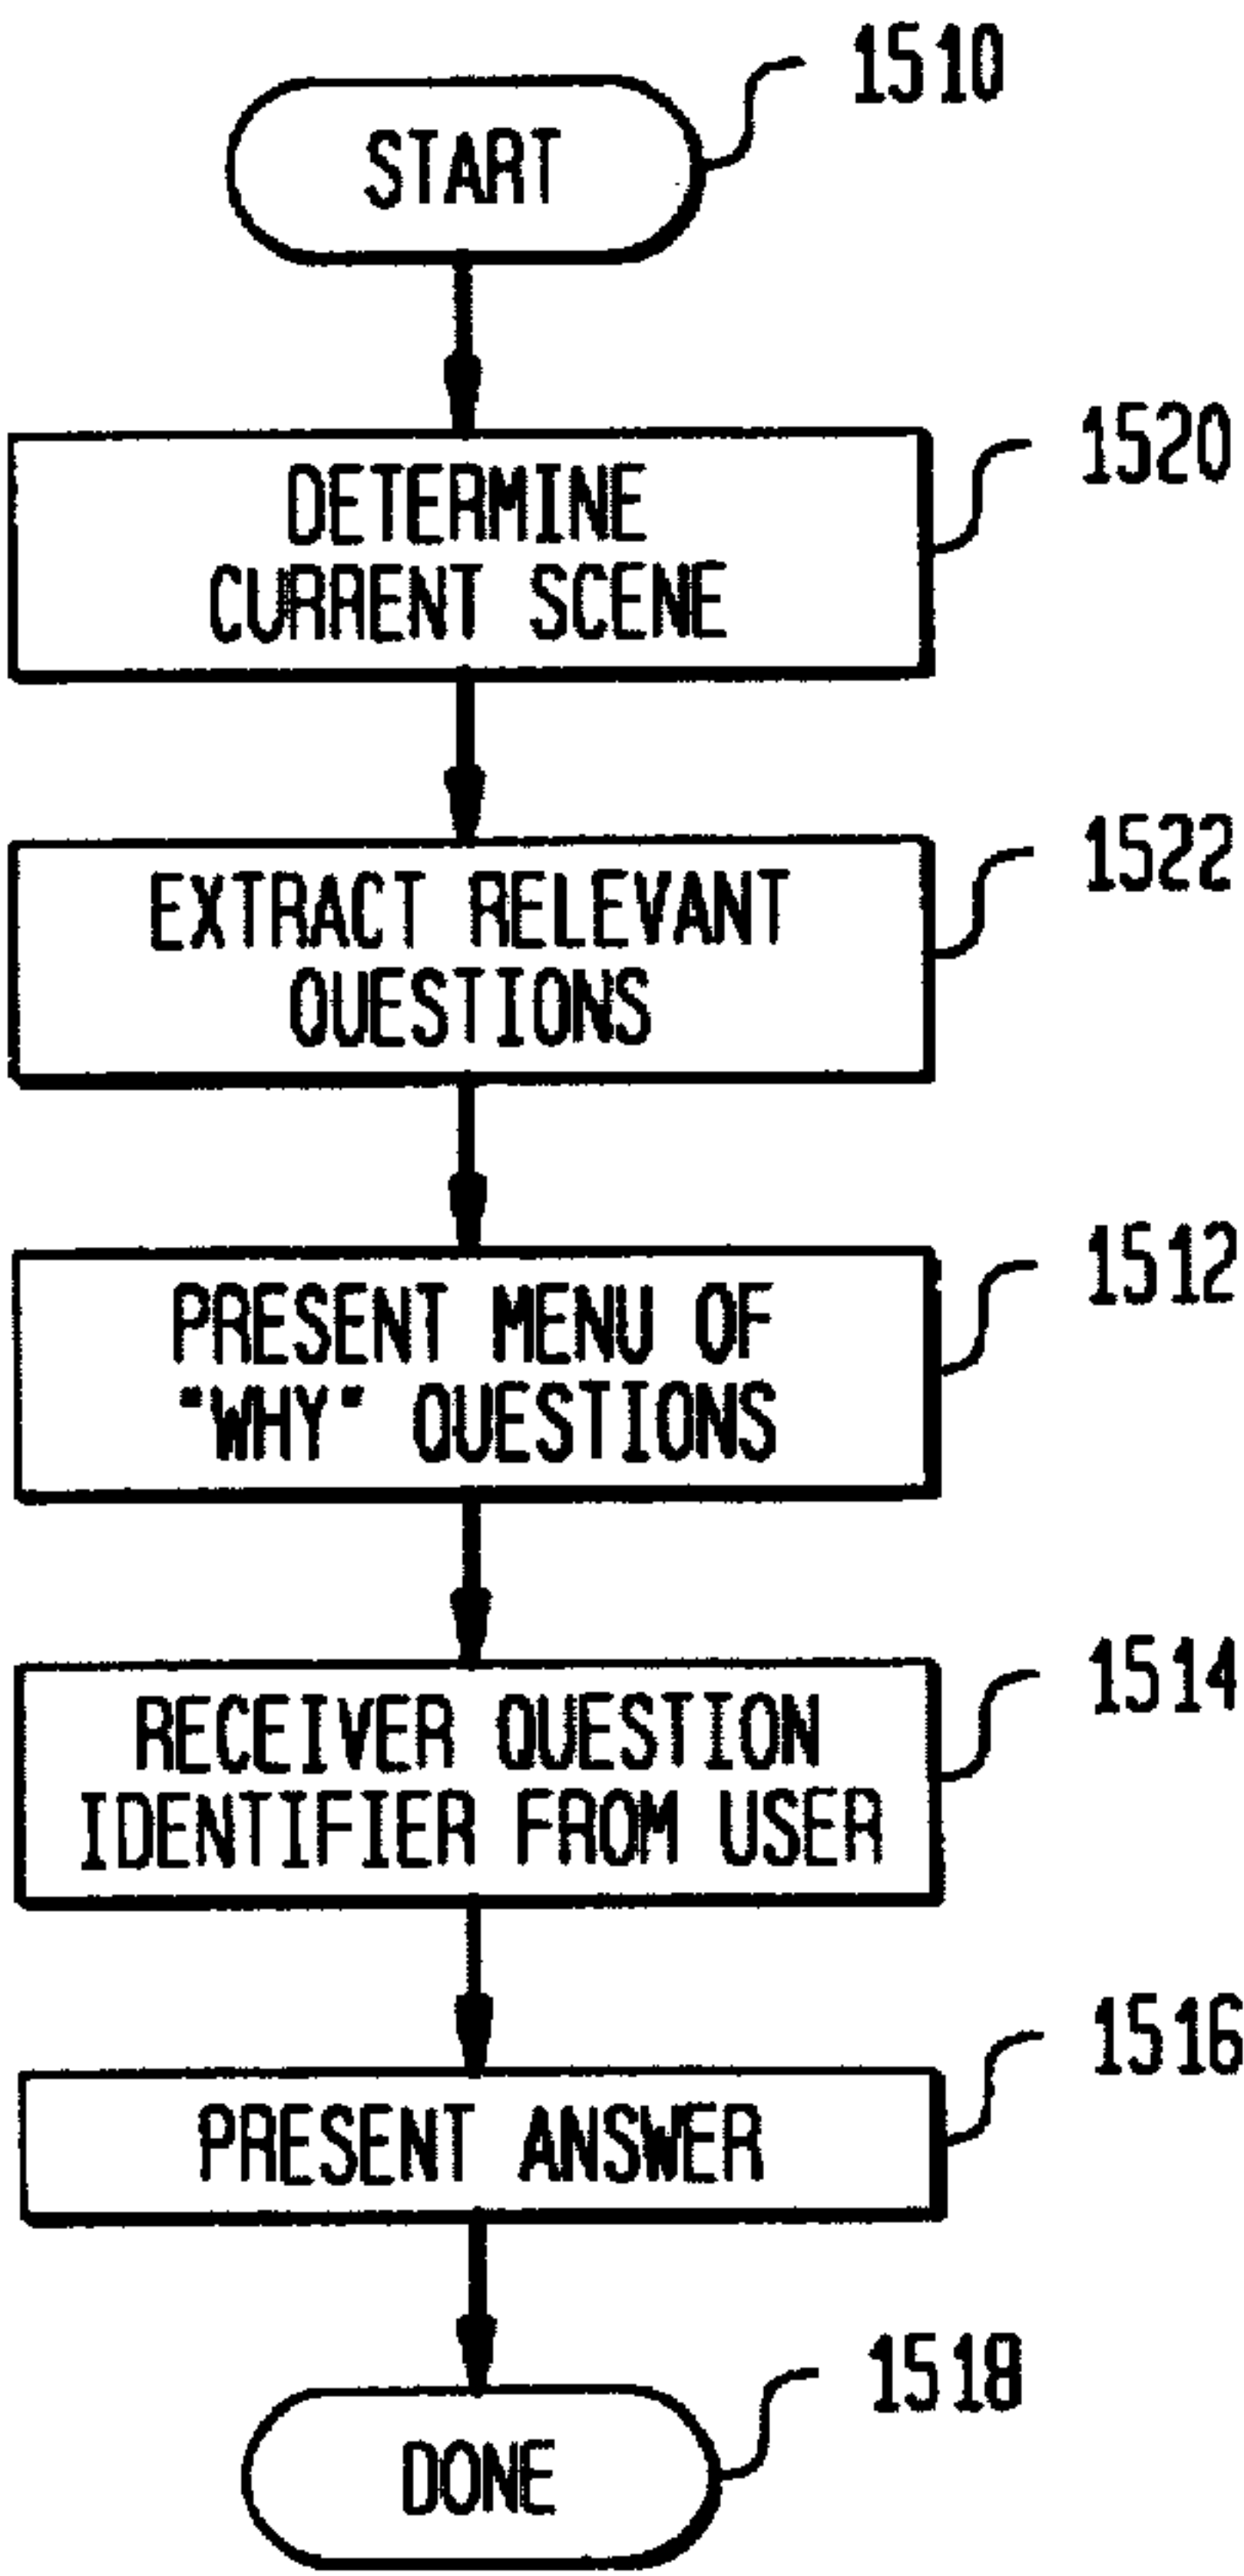 1510
START
1520
DETERMINE
CURRENT SCENE
1522
EXTRACT RELEVANT
QUESTIONS
1512
PRESENT MENU OF
"WHY" QUESTIONS
1514
RECEIVER QUESTION
IDENTIFIER FROM USER
1516
PRESENT ANSWER
1518
DONE